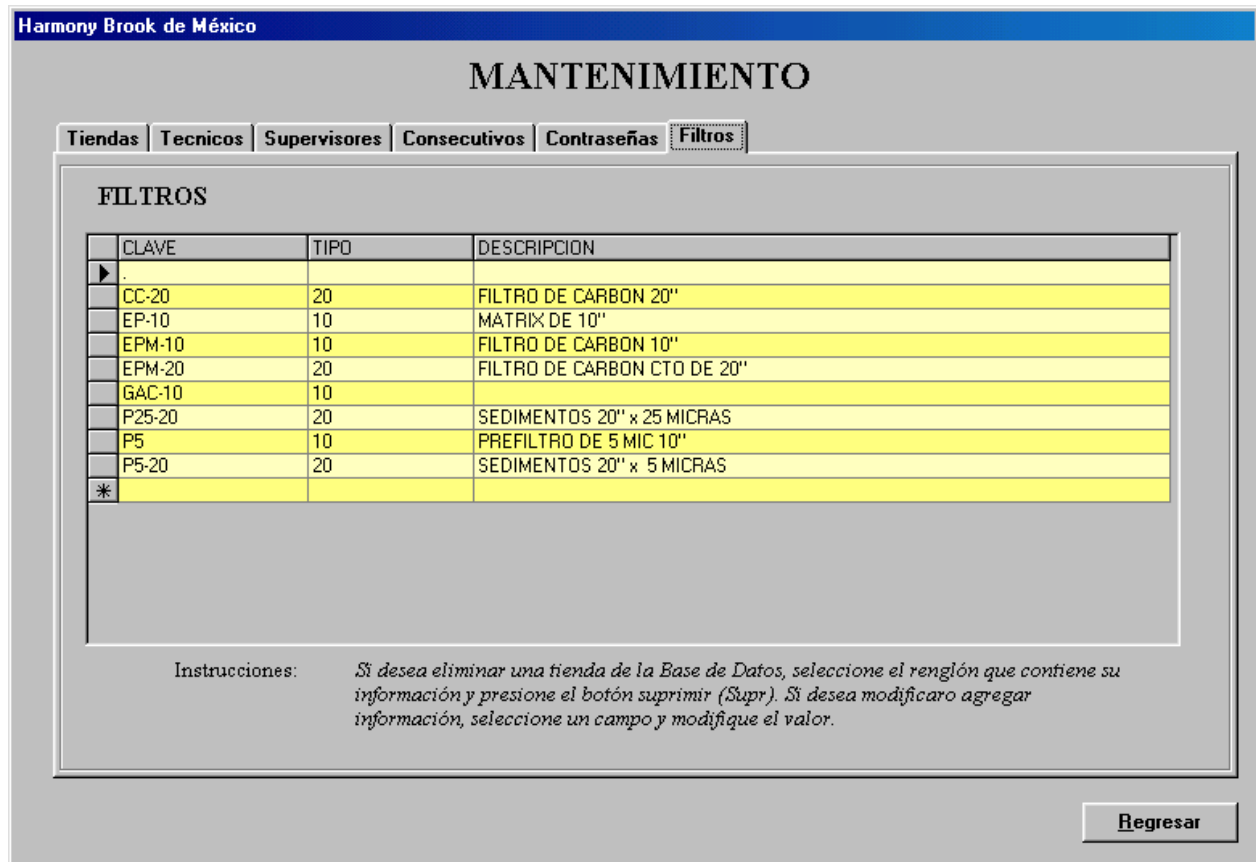 Harmony Brook de México
MANTENIMIENTO
Tiendas Tecnicos Supervisores Consecutivos Contraseñas Filtros
FILTROS
CLAVE TIPO DESCRIPCION
.
CC-20 20 FILTRO DE CARBON 20"
EP-10 10 MATRIX DE 10"
EPM-10 10 FILTRO DE CARBON 10"
EPM-20 20 FILTRO DE CARBON CTO DE 20"
GAC-10 10
P25-20 20 SEDIMENTOS 20" x 25 MICRAS
P5 10 PREFILTRO DE 5 MIC 10"
P5-20 20 SEDIMENTOS 20" x  5 MICRAS
Instrucciones: Si desea eliminar una tienda de la Base de Datos, seleccione el renglón que contiene su
información y presione el botón suprimir (Supr). Si desea modificaro agregar
información, seleccione un campo y modifique el valor.
Regresar